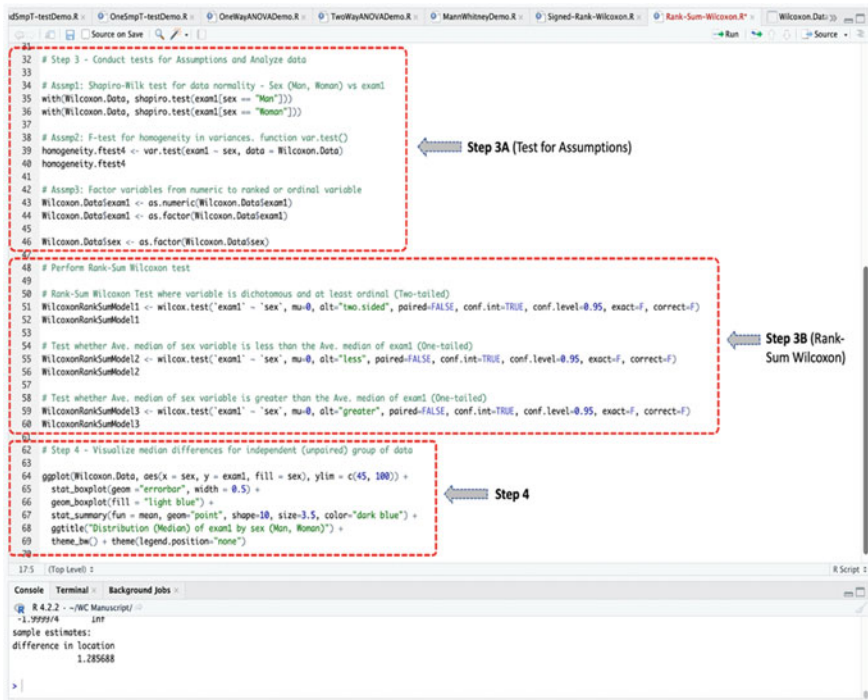 dSmpT-testDemo.R × OneSmpT-testDemo.R × OneWayANOVADemo.R × TwoWayANOVADemo.R × MannWhitneyDemo.R × Signed-Rank-Wilcoxon.R × Rank-Sum-Wilcoxon.R* × Wilcoxon.Data
Source on Save Run Source
31
32 # Step 3 - Conduct tests for Assumptions and Analyze data
33
34 # Assmp1: Shapiro-Wilk test for data normality - Sex (Man, Woman) vs exam1
35 with(Wilcoxon.Data, shapiro.test(exam1[sex == "Man"]))
36 with(Wilcoxon.Data, shapiro.test(exam1[sex == "Woman"]))
37
38 # Assmp2: F-test for homogeneity in variances. function var.test()
39 homogeneity.ftest4 <- var.test(exam1 ~ sex, data = Wilcoxon.Data)
40 homogeneity.ftest4
41
42 # Assmp3: Factor variables from numeric to ranked or ordinal variable
43 Wilcoxon.Data$exam1 <- as.numeric(Wilcoxon.Data$exam1)
44 Wilcoxon.Data$exam1 <- as.factor(Wilcoxon.Data$exam1)
45
46 Wilcoxon.Data$sex <- as.factor(Wilcoxon.Data$sex)
Step 3A (Test for Assumptions)
47
48 # Perform Rank-Sum Wilcoxon test
49
50 # Rank-Sum Wilcoxon Test where variable is dichotomous and at least ordinal (Two-tailed)
51 WilcoxonRankSumModel1 <- wilcox.test(`exam1` ~ `sex`, mu=0, alt="two.sided", paired=FALSE, conf.int=TRUE, conf.level=0.95, exact=F, correct=F)
52 WilcoxonRankSumModel1
53
54 # Test whether Ave. median of sex variable is less than the Ave. median of exam1 (One-tailed)
55 WilcoxonRankSumModel2 <- wilcox.test(`exam1` ~ `sex`, mu=0, alt="less", paired=FALSE, conf.int=TRUE, conf.level=0.95, exact=F, correct=F)
56 WilcoxonRankSumModel2
57
58 # Test whether Ave. median of sex variable is greater than the Ave. median of exam1 (One-tailed)
59 WilcoxonRankSumModel3 <- wilcox.test(`exam1` ~ `sex`, mu=0, alt="greater", paired=FALSE, conf.int=TRUE, conf.level=0.95, exact=F, correct=F)
60 WilcoxonRankSumModel3
Step 3B (Rank-
Sum Wilcoxon)
61
62 # Step 4 - Visualize median differences for independent (unpaired) group of data
63
64 ggplot(Wilcoxon.Data, aes(x = sex, y = exam1, fill = sex), ylim = c(45, 100)) +
65 stat_boxplot(geom ="errorbar", width = 0.5) +
66 geom_boxplot(fill = "light blue") +
67 stat_summary(fun = mean, geom="point", shape=10, size=3.5, color="dark blue") +
68 ggtitle("Distribution (Median) of exam1 by sex (Man, Woman)") +
69 theme_bw() + theme(legend.position="none")
70
Step 4
17:5 (Top Level) R Script
Console Terminal × Background Jobs ×
R 4.2.2 · ~/WC Manuscript/
-1.999974 Inf
sample estimates:
difference in location
1.285688
>